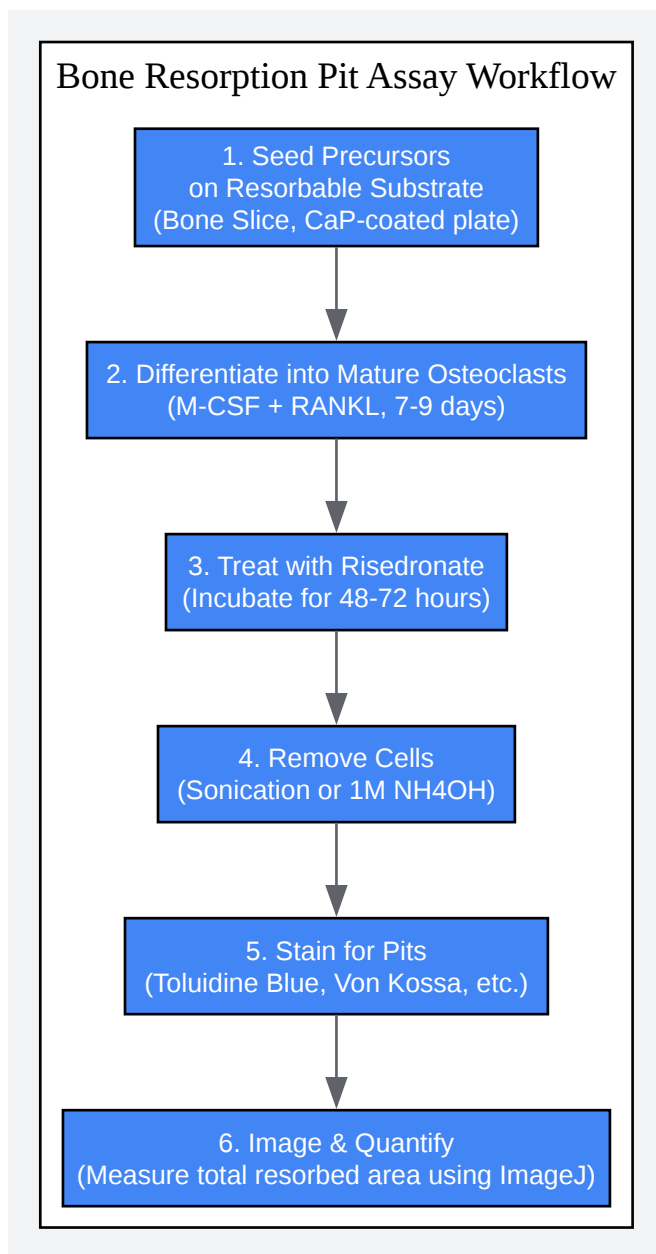 Bone Resorption Pit Assay Workflow
1. Seed Precursors
on Resorbable Substrate
(Bone Slice, CaP-coated plate)
2. Differentiate into Mature Osteoclasts
(M-CSF + RANKL, 7-9 days)
3. Treat with Risedronate
(Incubate for 48-72 hours)
4. Remove Cells
(Sonication or 1M NH4OH)
5. Stain for Pits
(Toluidine Blue, Von Kossa, etc.)
6. Image & Quantify
(Measure total resorbed area using ImageJ)